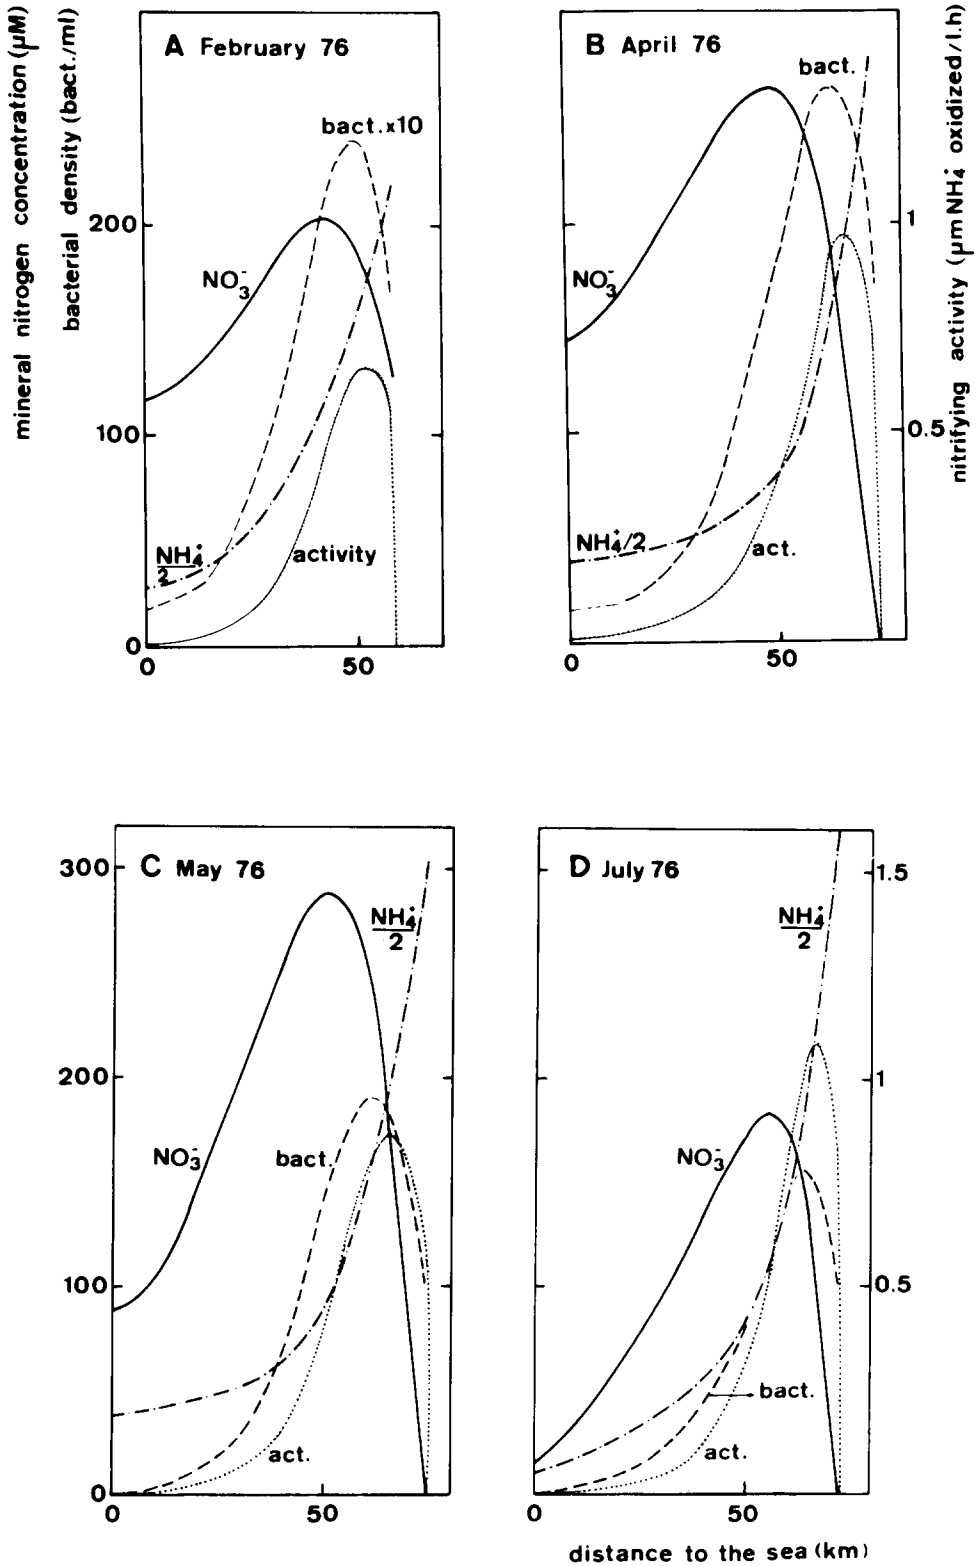 mineral nitrogen concentration (µM)
bacterial density (bact./ml)
A February 76
bact.x10
NO3-
200
100
NH4+
2
activity
0
0
50
B April 76
bact.
NO3-
NH4+/2
act.
1
0.5
0
50
nitrifying activity (µm NH4+ oxidized/l.h)
C May 76
300
200
100
0
NH4+
2
NO3-
bact.
act.
0
50
D July 76
NH4+
2
NO3-
bact.
act.
1.5
1
0.5
0
50
distance to the sea (km)